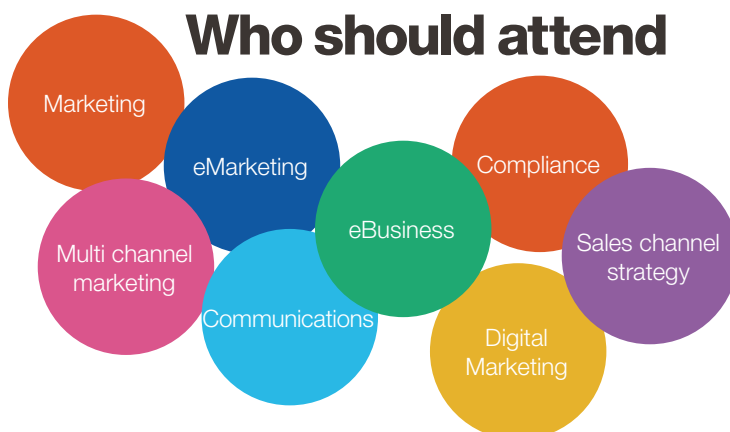 Who should attend
Marketing
eMarketing
Compliance
eBusiness
Multi channel
marketing
Sales channel
strategy
Communications
Digital
Marketing